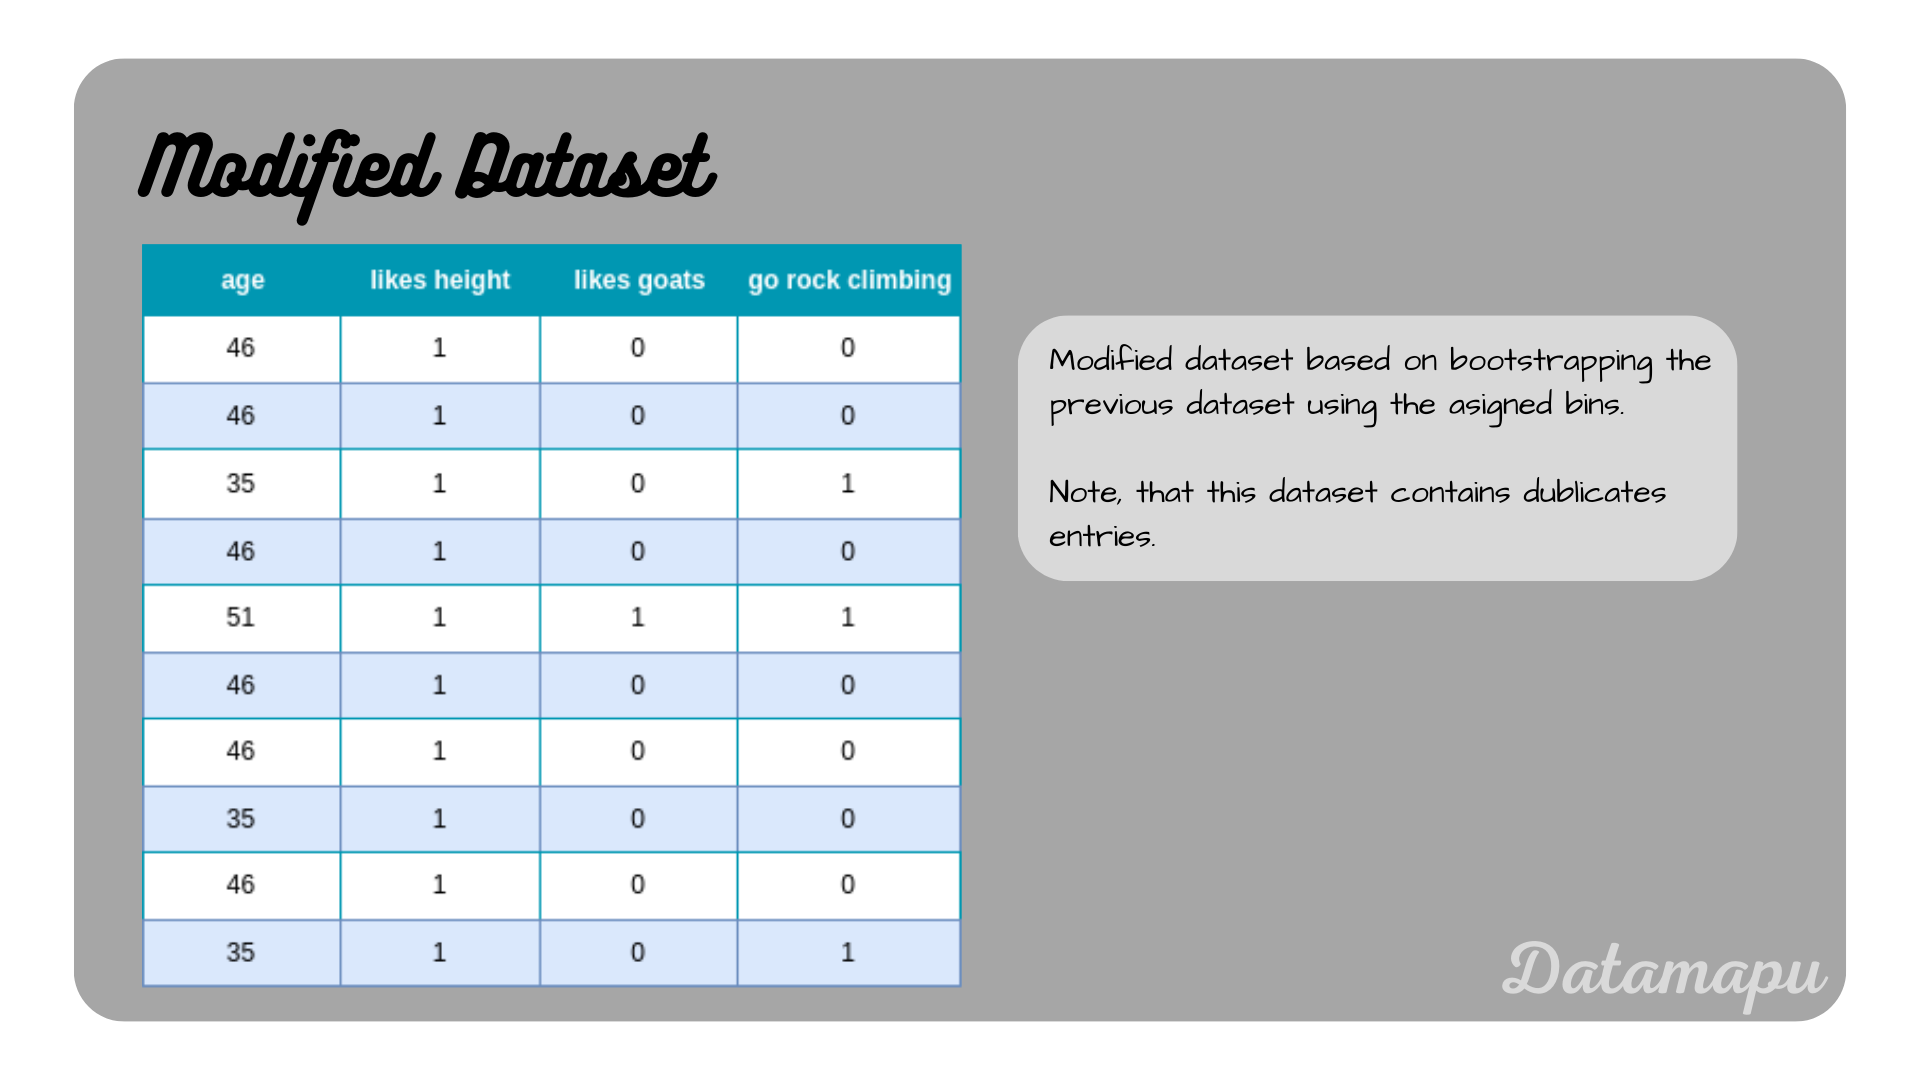 Modified Dataset
age likes height likes goats go rock climbing
46 1 0 0
46 1 0 0
35 1 0 1
46 1 0 0
51 1 1 1
46 1 0 0
46 1 0 0
35 1 0 0
46 1 0 0
35 1 0 1
Modified dataset based on bootstrapping the
previous dataset using the asigned bins.
Note, that this dataset contains dublicates
entries.
Datamapu